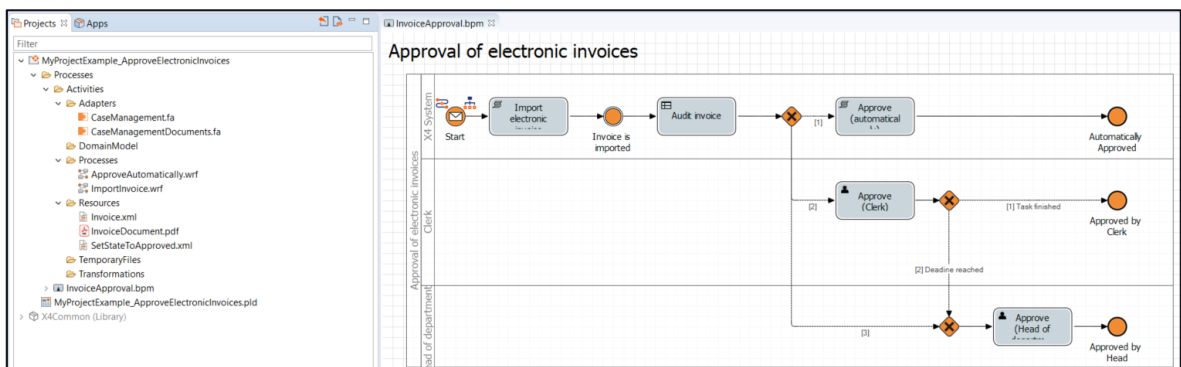 Projects
Apps
Filter
MyProjectExample_ApproveElectronicInvoices
Processes
Activities
Adapters
CaseManagement.fa
CaseManagementDocuments.fa
DomainModel
Processes
ApproveAutomatically.wrf
ImportInvoice.wrf
Resources
Invoice.xml
InvoiceDocument.pdf
SetStateToApproved.xml
TemporaryFiles
Transformations
InvoiceApproval.bpm
MyProjectExample_ApproveElectronicInvoices.pld
X4Common (Library)
InvoiceApproval.bpm
Approval of electronic invoices
Approval of electronic invoices
X4 System
Start
Import
electronic
Invoice is
imported
Audit invoice
[1]
Approve
(automatical
Automatically
Approved
Clerk
[2]
Approve
(Clerk)
[1] Task finished
Approved by
Clerk
[2] Deadine reached
ead of department
[3]
Approve
(Head of
Approved by
Head